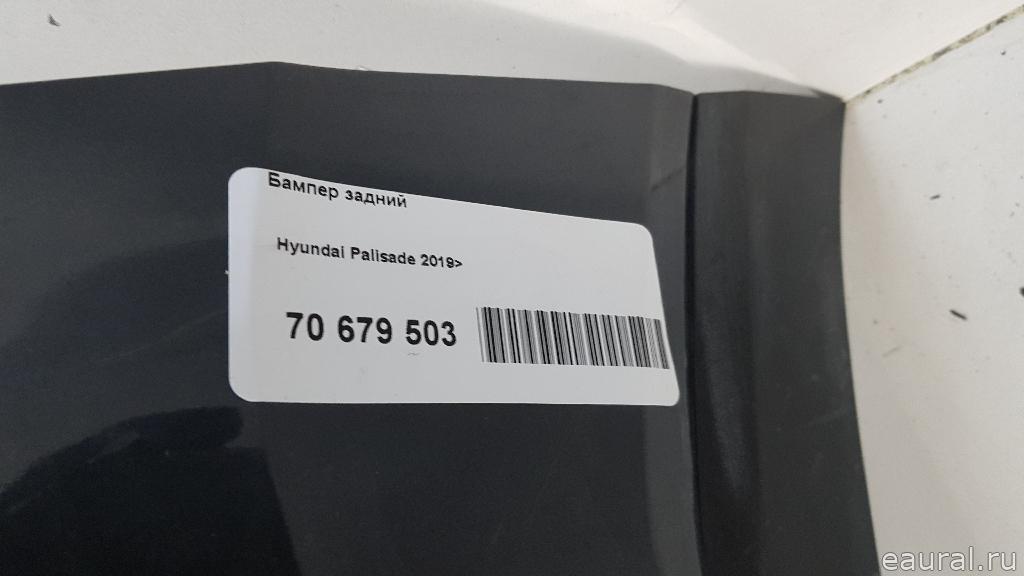 Бампер задний
Hyundai Palisade 2019>
70 679 503
eaural.ru